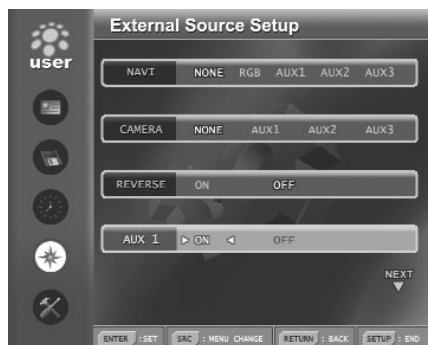 External Source Setup
user
NAVI NONE RGB AUX1 AUX2 AUX3
CAMERA NONE AUX1 AUX2 AUX3
REVERSE ON OFF
AUX 1 ON OFF
NEXT
ENTER : SET SRC : MENU CHANGE RETURN : BACK SETUP : END